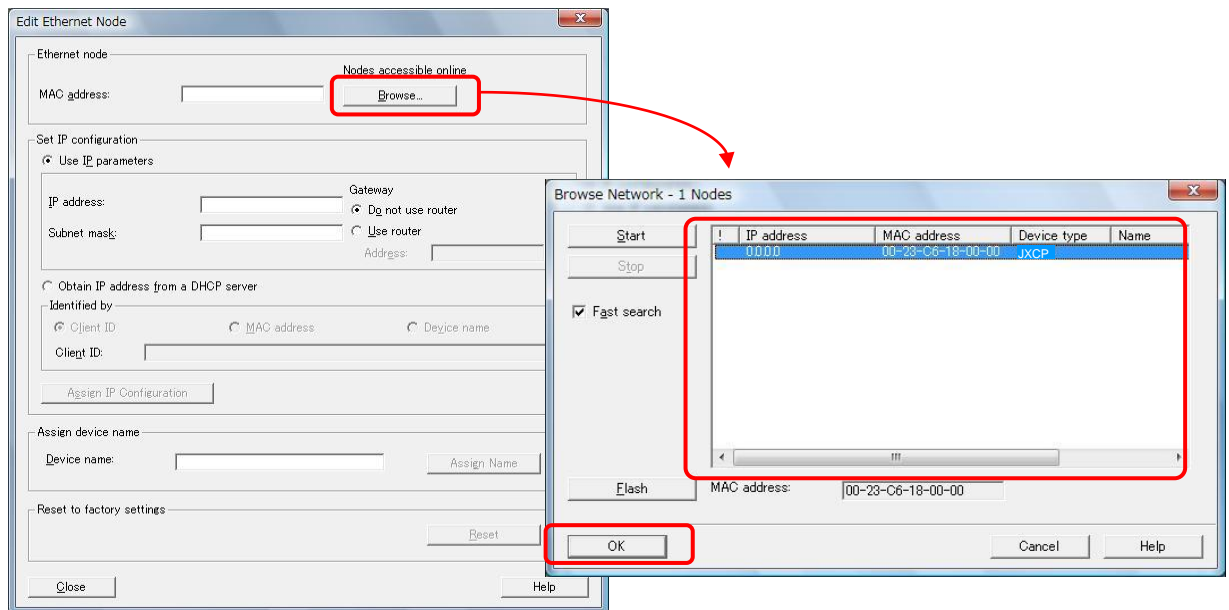 Edit Ethernet Node
Ethernet node
Nodes accessible online
MAC address:
Browse...
Set IP configuration
Use IP parameters
IP address:
Gateway
Do not use router
Subnet mask:
Use router
Address:
Obtain IP address from a DHCP server
Identified by
Client ID
MAC address
Device name
Client ID:
Assign IP Configuration
Assign device name
Device name:
Assign Name
Reset to factory settings
Reset
Close
Help
Browse Network - 1 Nodes
Start
Stop
Fast search
! IP address MAC address Device type Name
0.0.0.0 00-23-C6-18-00-00 JXCP
Flash
MAC address: 00-23-C6-18-00-00
OK
Cancel
Help